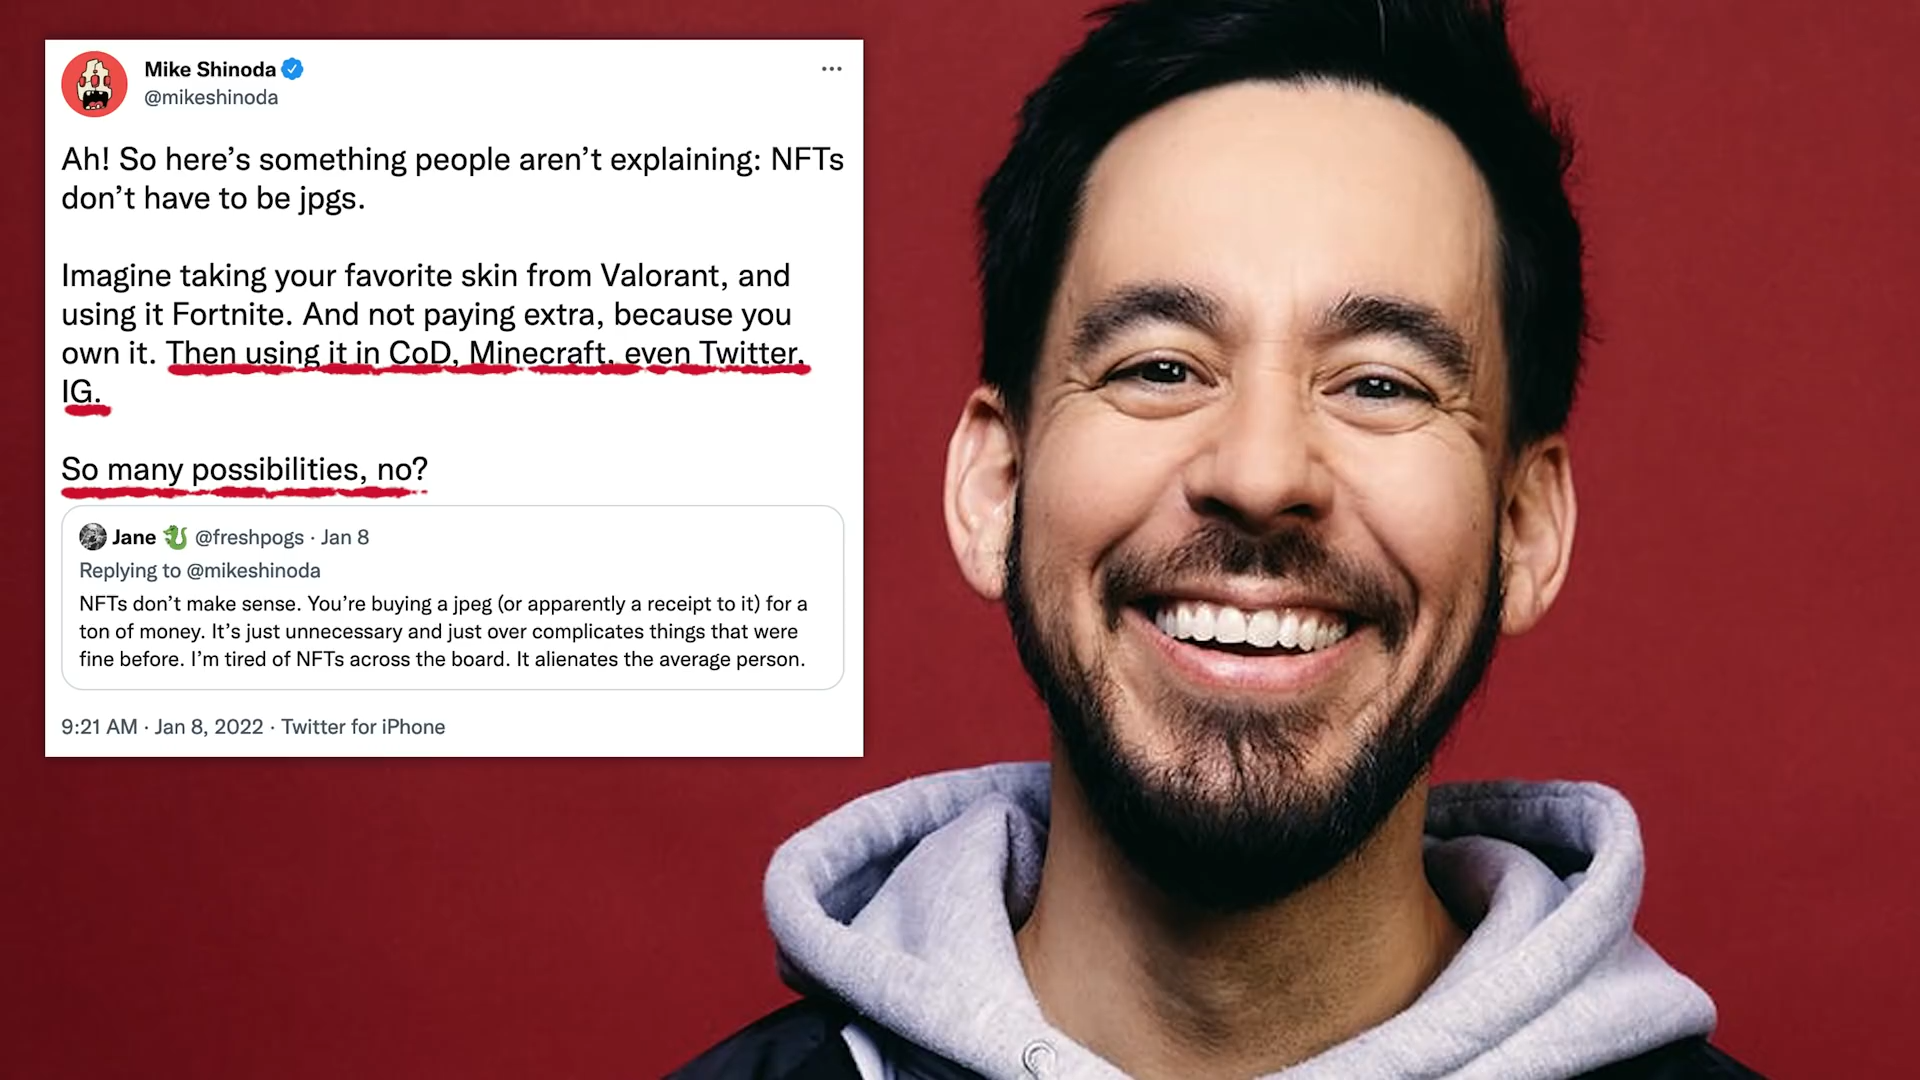 Mike Shinoda
@mikeshinoda
Ah! So here’s something people aren’t explaining: NFTs
don’t have to be jpgs.
Imagine taking your favorite skin from Valorant, and
using it Fortnite. And not paying extra, because you
own it. Then using it in CoD, Minecraft, even Twitter,
IG.
So many possibilities, no?
Jane 🐉 @freshpogs · Jan 8
Replying to @mikeshinoda
NFTs don’t make sense. You’re buying a jpeg (or apparently a receipt to it) for a
ton of money. It’s just unnecessary and just over complicates things that were
fine before. I’m tired of NFTs across the board. It alienates the average person.
9:21 AM · Jan 8, 2022 · Twitter for iPhone